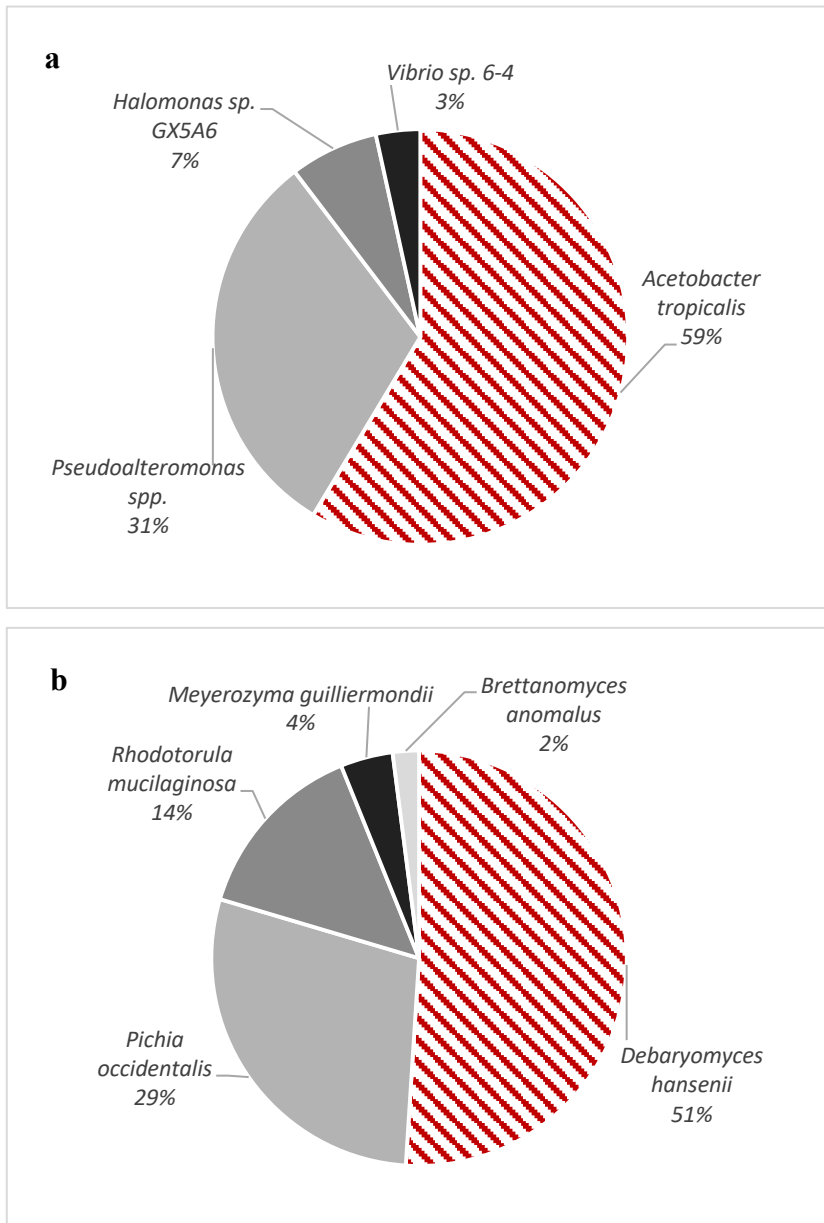 a
Vibrio sp. 6-4
3%
Halomonas sp.
GX5A6
7%
Acetobacter
tropicalis
59%
Pseudoalteromonas
spp.
31%
b
Meyerozyma guilliermondii
4%
Brettanomyces
anomalus
2%
Rhodotorula
mucilaginosa
14%
Pichia
occidentalis
29%
Debaryomyces
hansenii
51%